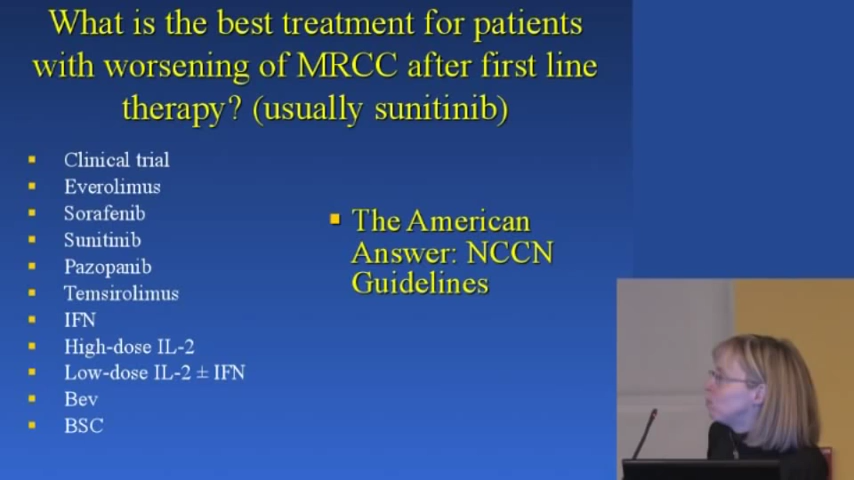 What is the best treatment for patients
with worsening of MRCC after first line
therapy? (usually sunitinib)
Clinical trial
Everolimus
Sorafenib
Sunitinib
Pazopanib
Temsirolimus
IFN
High-dose IL-2
Low-dose IL-2 ± IFN
Bev
BSC
The American
Answer: NCCN
Guidelines